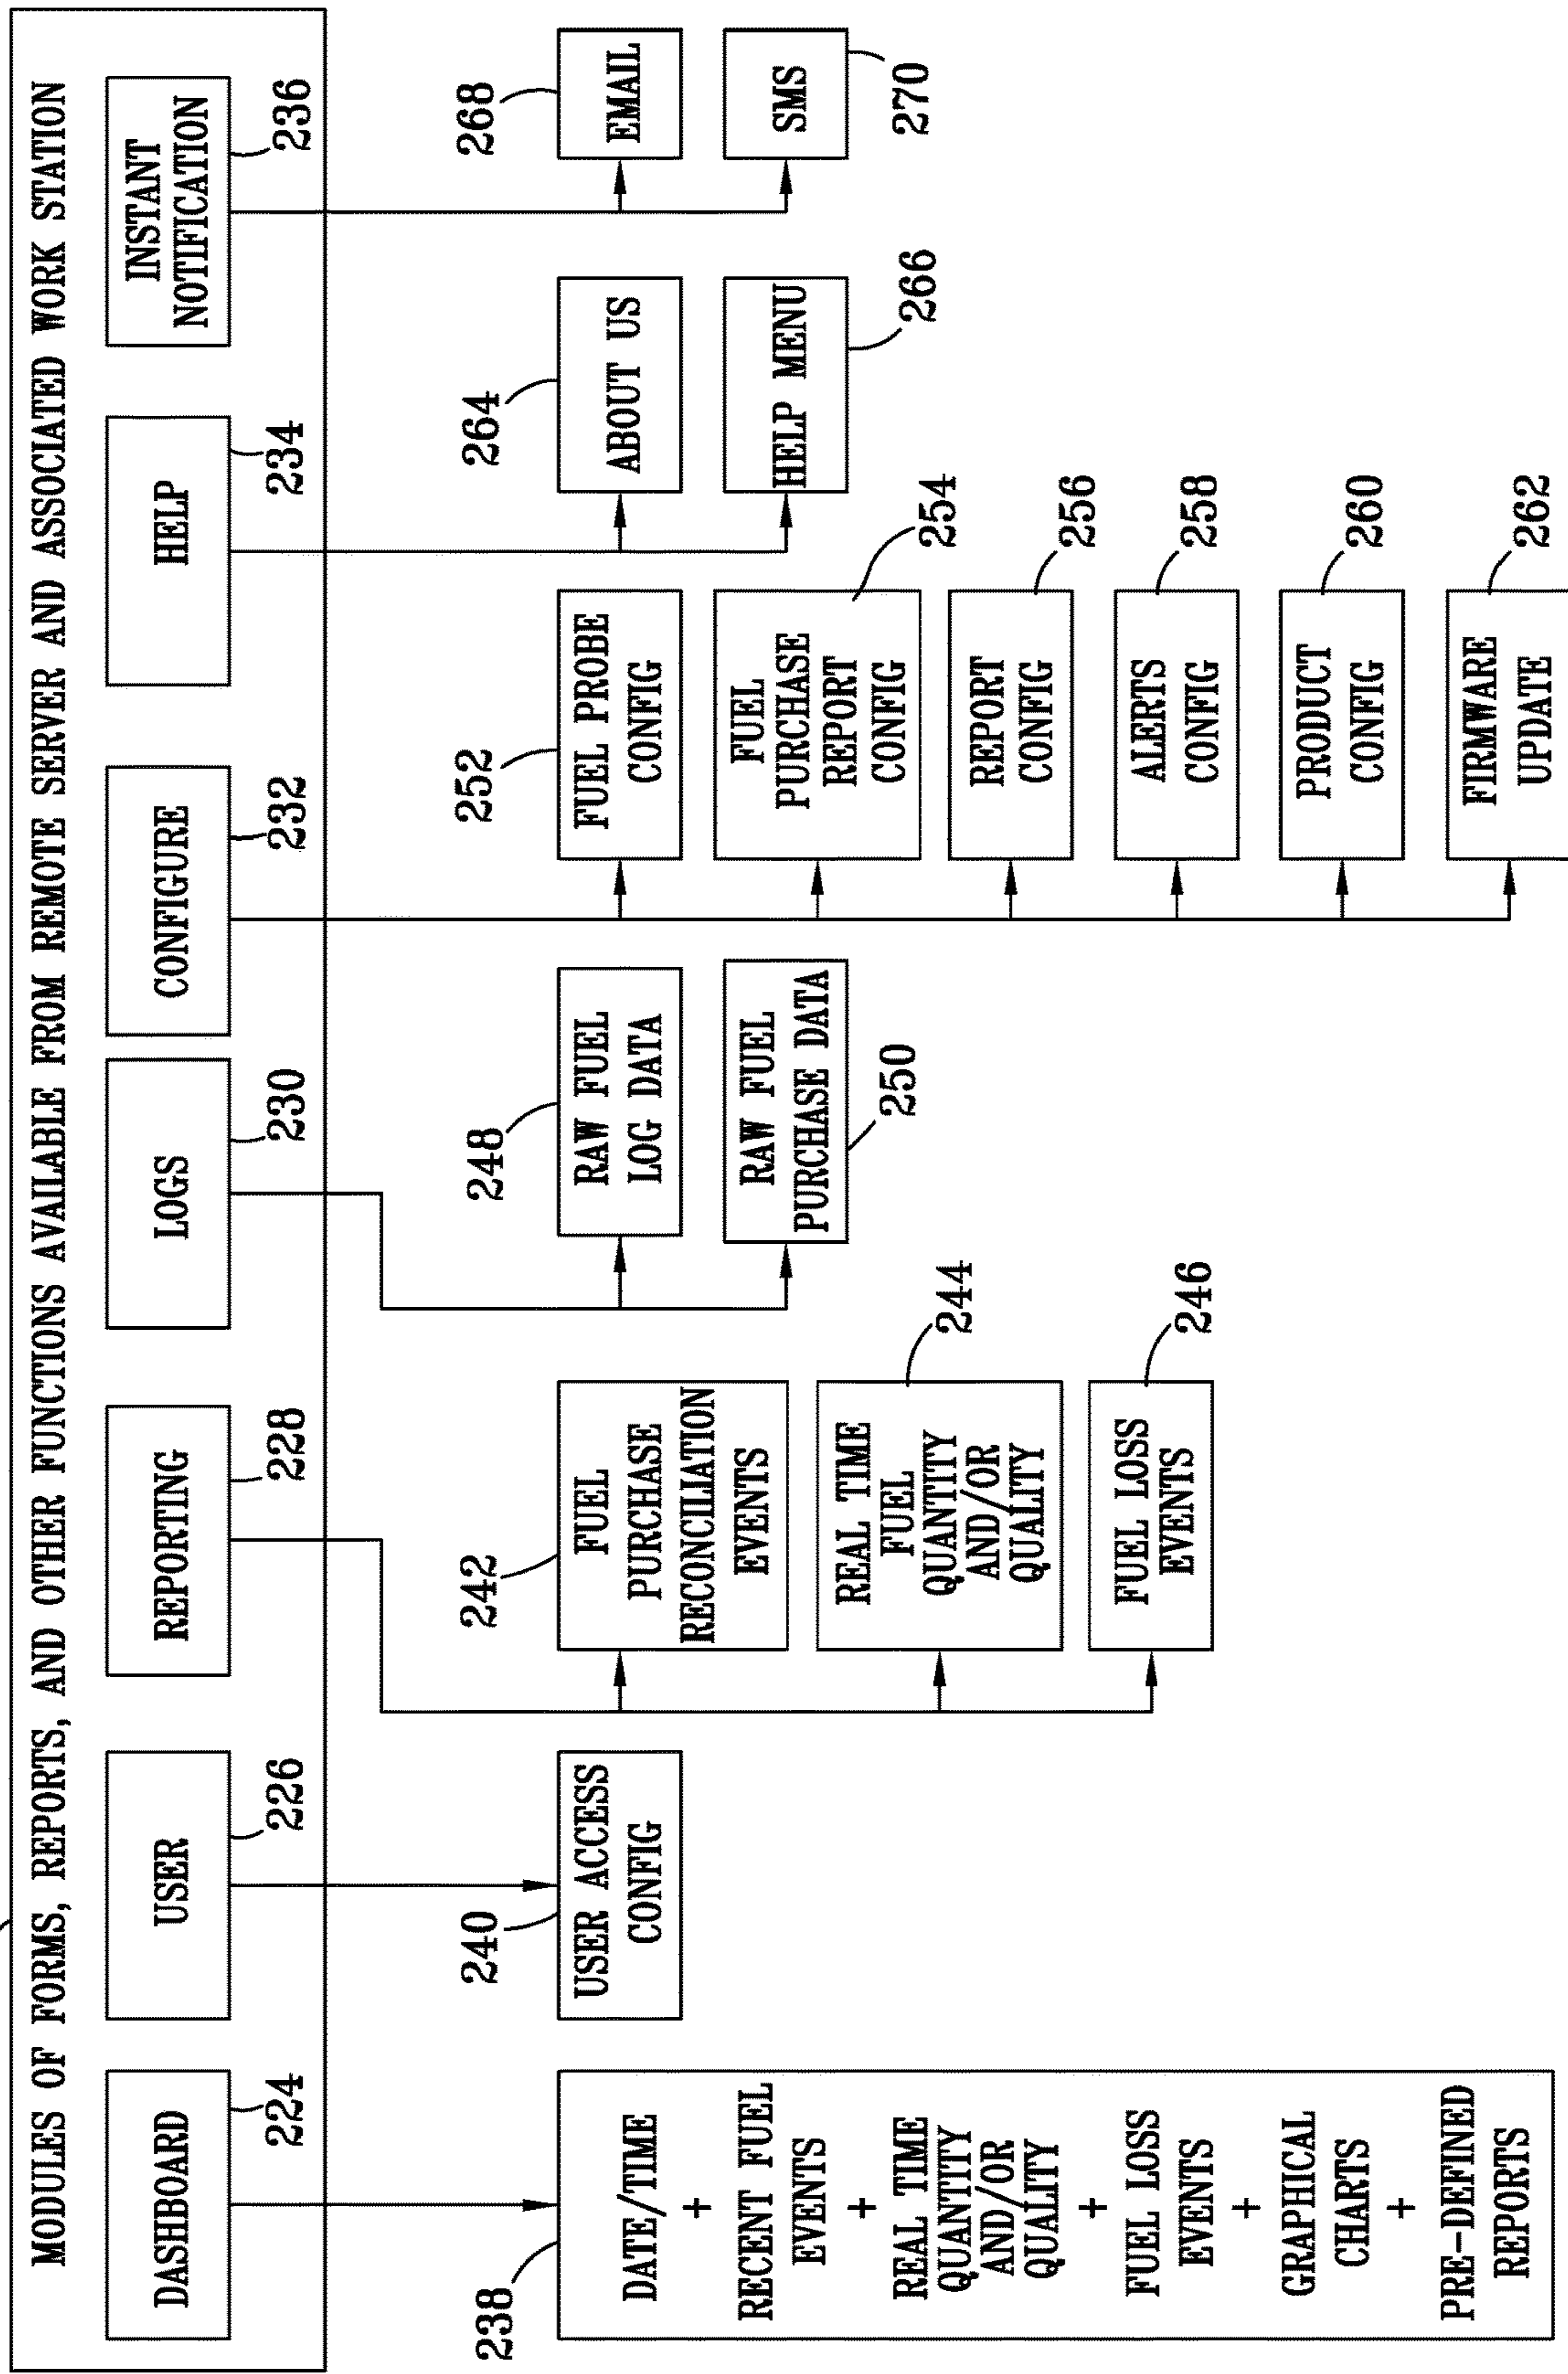 MODULES OF FORMS, REPORTS, AND OTHER FUNCTIONS AVAILABLE FROM REMOTE SERVER AND ASSOCIATED WORK STATION
DASHBOARD
224
USER
226
REPORTING
228
LOGS
230
CONFIGURE
232
HELP
234
INSTANT
NOTIFICATION
236
238
DATE/TIME
+
RECENT FUEL
EVENTS
+
REAL TIME
QUANTITY
AND/OR
QUALITY
+
FUEL LOSS
EVENTS
+
GRAPHICAL
CHARTS
+
PRE-DEFINED
REPORTS
240
USER ACCESS
CONFIG
242
FUEL
PURCHASE
RECONCILIATION
EVENTS
REAL TIME
FUEL
QUANTITY
AND/OR
QUALITY
244
FUEL LOSS
EVENTS
246
248
RAW FUEL
LOG DATA
RAW FUEL
PURCHASE DATA
250
252
FUEL PROBE
CONFIG
FUEL
PURCHASE
REPORT
CONFIG
254
REPORT
CONFIG
256
ALERTS
CONFIG
258
PRODUCT
CONFIG
260
FIRMWARE
UPDATE
262
264
ABOUT US
HELP MENU
266
268
EMAIL
SMS
270